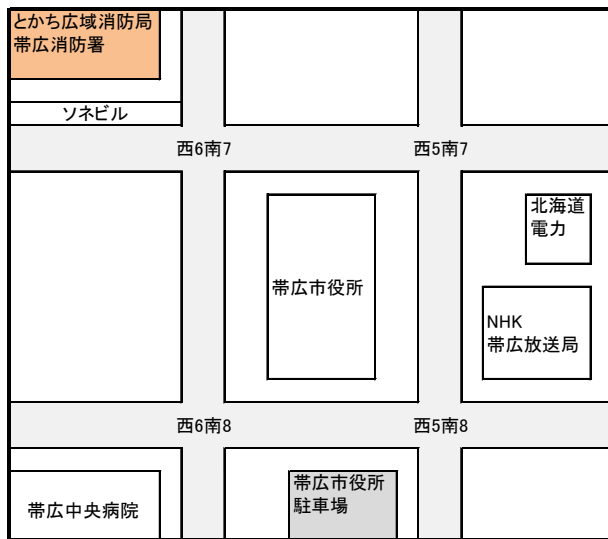 とかち広域消防局
帯広消防署
ソネビル
西6南7
西5南7
北海道
電力
帯広市役所
NHK
帯広放送局
西6南8
西5南8
帯広市役所
駐車場
帯広中央病院